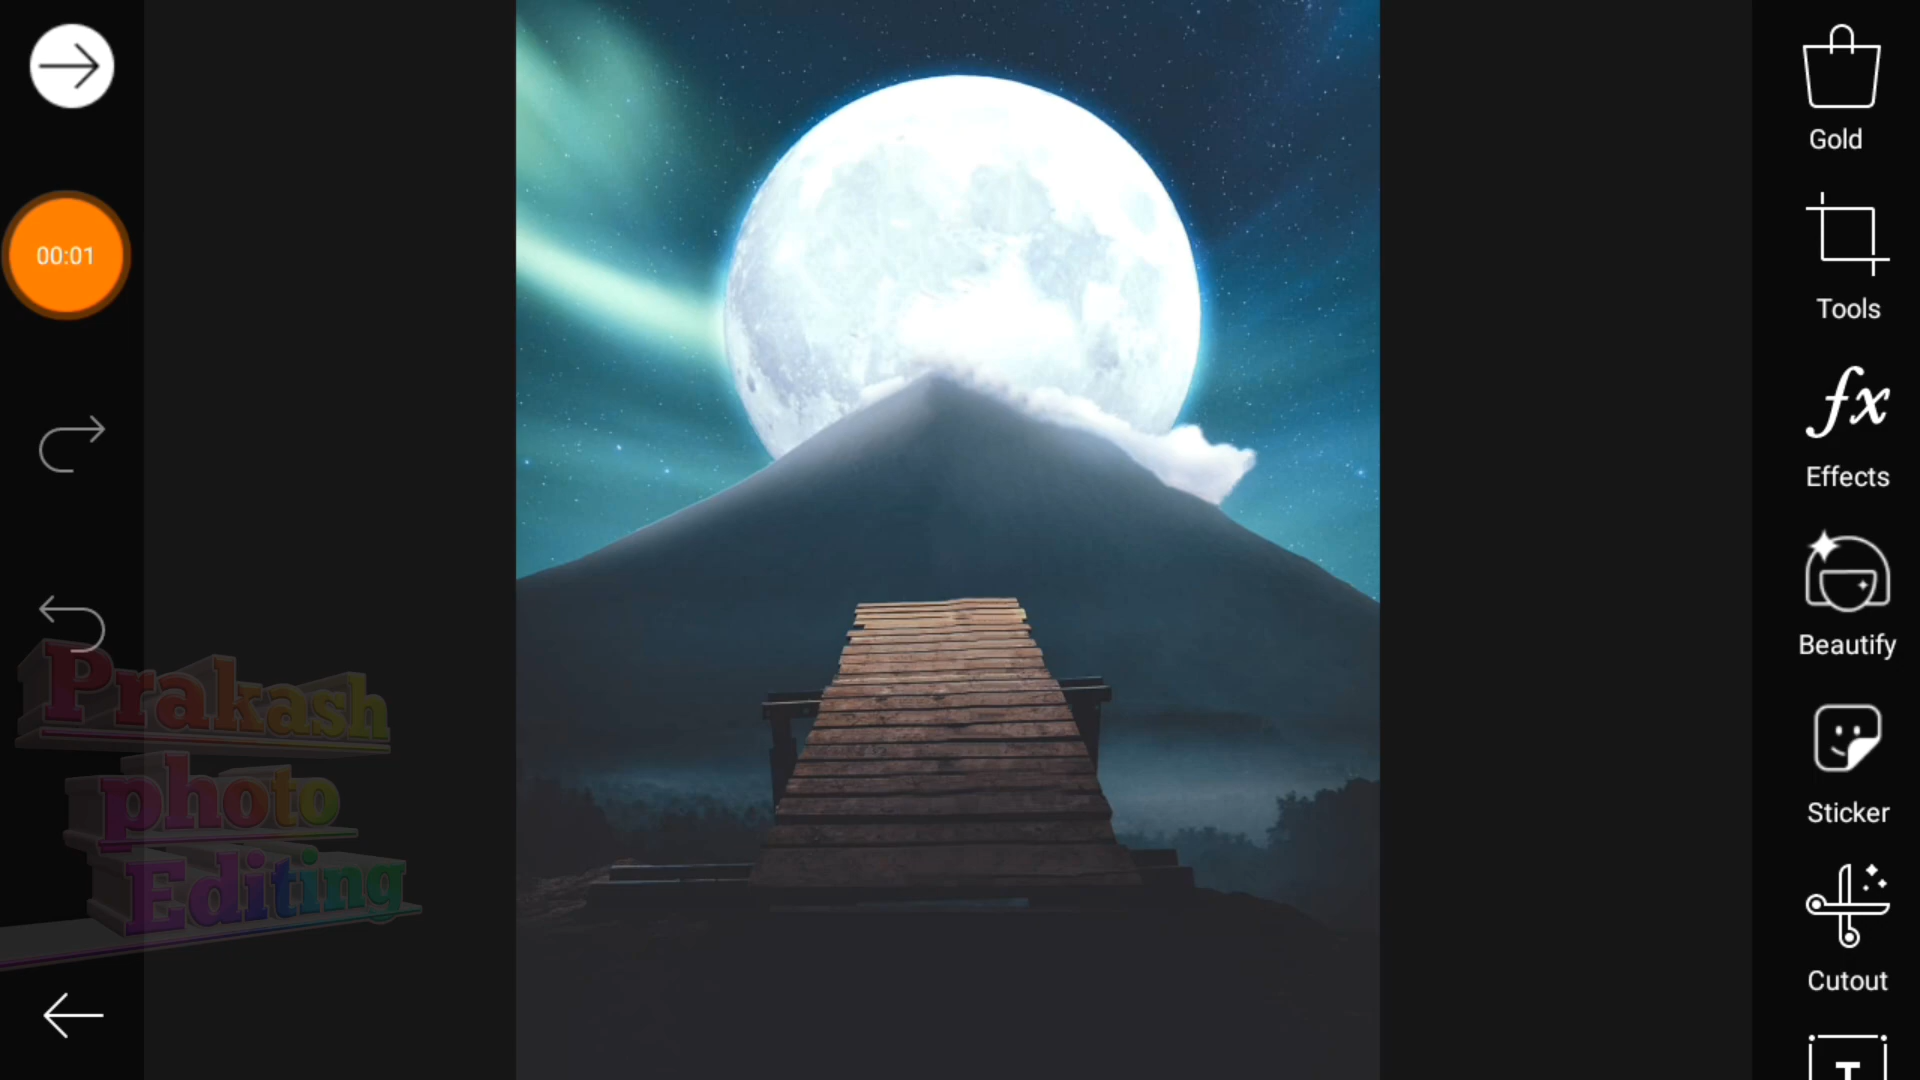 Gold
00:01
Tools
Effects
Beautify
Prakash
photo
Editing
Sticker
Cutout
T